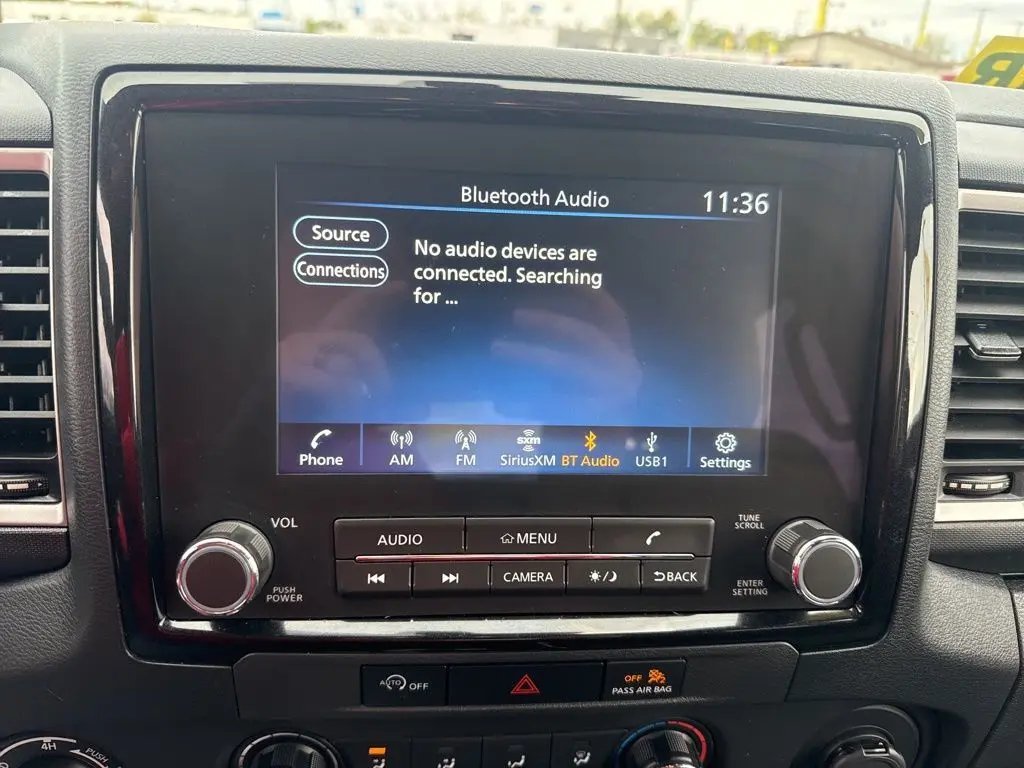 Bluetooth Audio
11:36
Source
Connections
No audio devices are
connected. Searching
for ...
Phone
AM
FM
sxm
SiriusXM
BT Audio
USB1
Settings
VOL
PUSH
POWER
AUDIO
MENU
TUNE
SCROLL
CAMERA
BACK
ENTER
SETTING
AUTO
OFF
OFF
PASS AIR BAG
4H
PUSH